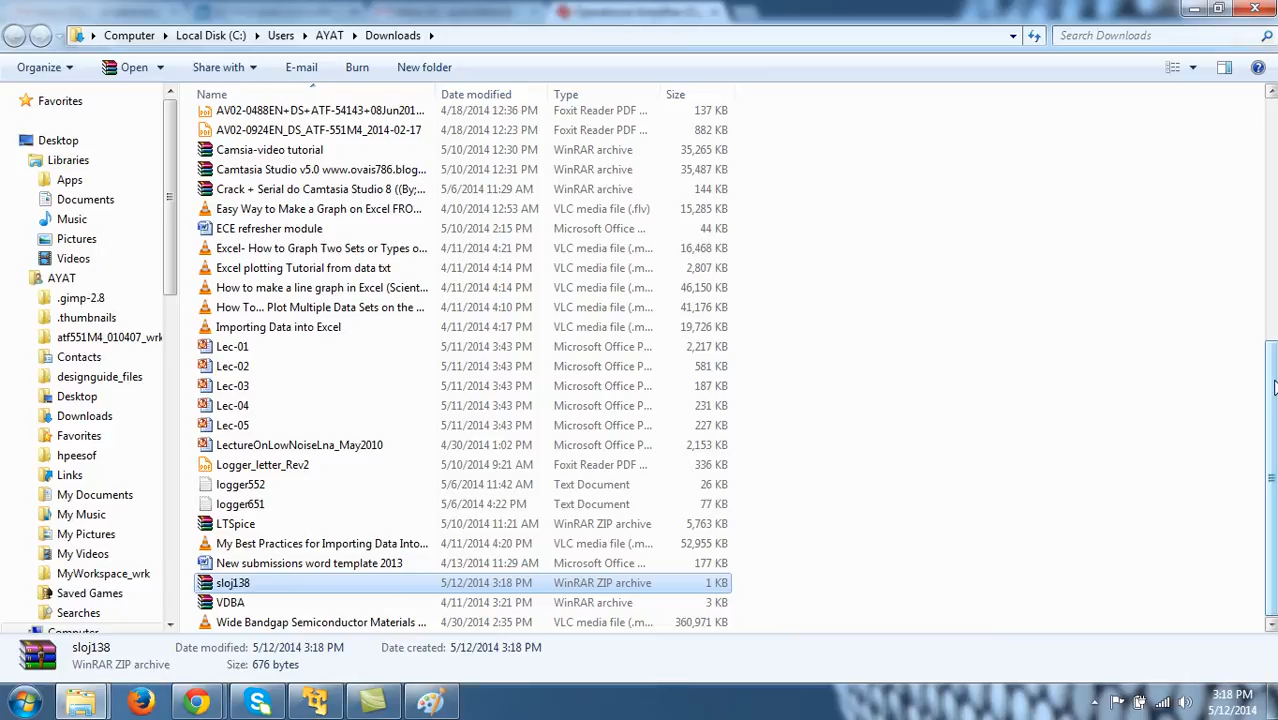 Computer Local Disk (C:) Users AYAT Downloads Search Downloads
Organize Open Share with E-mail Burn New folder
Favorites
Desktop
Libraries
Apps
Documents
Music
Pictures
Videos
AYAT
.gimp-2.8
.thumbnails
atf551M4_010407_wrk
Contacts
designguide_files
Desktop
Downloads
Favorites
hpeesof
Links
My Documents
My Music
My Pictures
My Videos
MyWorkspace_wrk
Saved Games
Searches
Computer
Name Date modified Type Size
AV02-0488EN+DS+ATF-54143+08Jun201... 4/18/2014 12:36 PM Foxit Reader PDF ... 137 KB
AV02-0924EN_DS_ATF-551M4_2014-02-17 4/18/2014 12:23 PM Foxit Reader PDF ... 882 KB
Camsia-video tutorial 5/10/2014 12:30 PM WinRAR archive 35,265 KB
Camtasia Studio v5.0 www.ovais786.blog... 5/10/2014 12:31 PM WinRAR archive 35,487 KB
Crack + Serial do Camtasia Studio 8 ((By;... 5/6/2014 11:29 AM WinRAR archive 144 KB
Easy Way to Make a Graph on Excel FRO... 4/10/2014 12:53 AM VLC media file (.flv) 15,285 KB
ECE refresher module 5/10/2014 2:15 PM Microsoft Office ... 44 KB
Excel- How to Graph Two Sets or Types o... 4/11/2014 4:21 PM VLC media file (.m... 16,468 KB
Excel plotting Tutorial from data txt 4/11/2014 4:14 PM VLC media file (.m... 2,807 KB
How to make a line graph in Excel (Scient... 4/11/2014 4:14 PM VLC media file (.m... 46,150 KB
How To... Plot Multiple Data Sets on the ... 4/11/2014 4:10 PM VLC media file (.m... 41,176 KB
Importing Data into Excel 4/11/2014 4:17 PM VLC media file (.m... 19,726 KB
Lec-01 5/11/2014 3:43 PM Microsoft Office P... 2,217 KB
Lec-02 5/11/2014 3:43 PM Microsoft Office P... 581 KB
Lec-03 5/11/2014 3:43 PM Microsoft Office P... 187 KB
Lec-04 5/11/2014 3:43 PM Microsoft Office P... 231 KB
Lec-05 5/11/2014 3:43 PM Microsoft Office P... 227 KB
LectureOnLowNoiseLna_May2010 4/30/2014 1:02 PM Microsoft Office P... 2,153 KB
Logger_letter_Rev2 5/10/2014 9:21 AM Foxit Reader PDF ... 336 KB
logger552 5/6/2014 11:42 AM Text Document 26 KB
logger651 5/6/2014 4:22 PM Text Document 77 KB
LTSpice 5/10/2014 11:21 AM WinRAR ZIP archive 5,763 KB
My Best Practices for Importing Data Into... 4/11/2014 4:20 PM VLC media file (.m... 52,955 KB
New submissions word template 2013 4/13/2014 11:29 AM Microsoft Office ... 177 KB
sloj138 5/12/2014 3:18 PM WinRAR ZIP archive 1 KB
VDBA 4/11/2014 3:21 PM WinRAR archive 3 KB
Wide Bandgap Semiconductor Materials ... 4/30/2014 2:35 PM VLC media file (.m... 360,971 KB
sloj138 Date modified: 5/12/2014 3:18 PM Date created: 5/12/2014 3:18 PM
WinRAR ZIP archive Size: 676 bytes
3:18 PM
5/12/2014